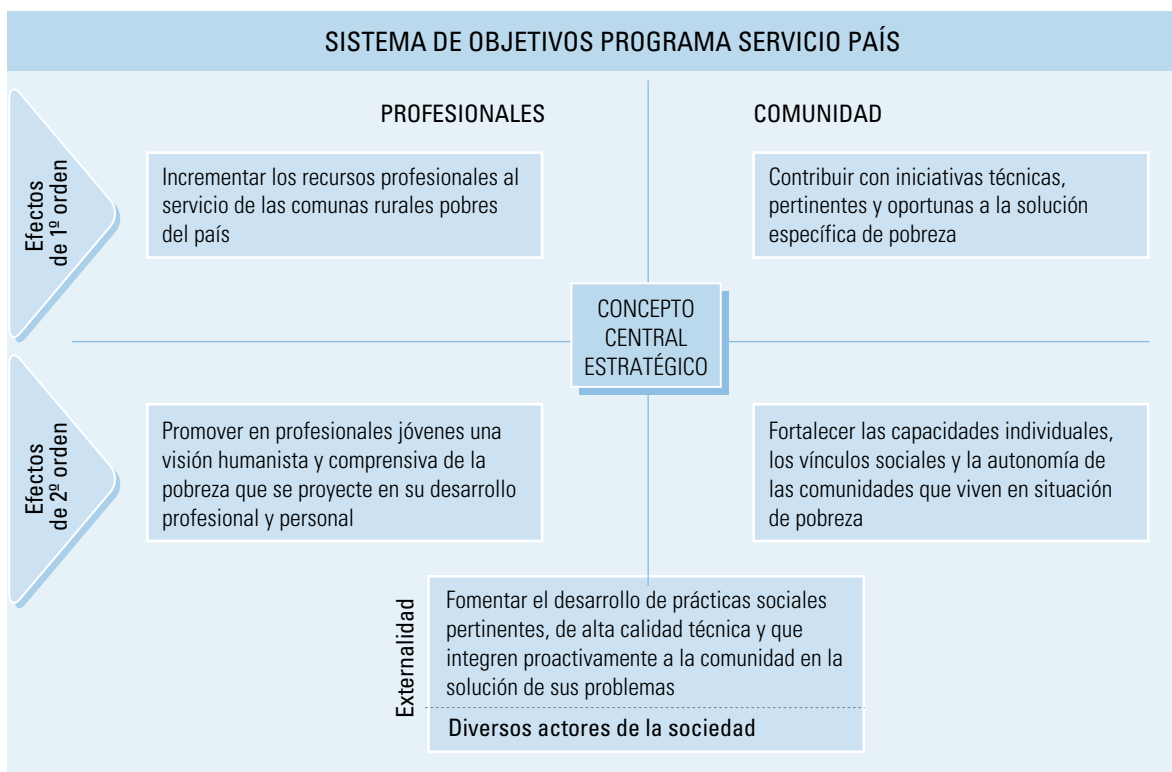 SISTEMA DE OBJETIVOS PROGRAMA SERVICIO PAÍS
PROFESIONALES
COMUNIDAD
Efectos
de 1º orden
Incrementar los recursos profesionales al
servicio de las comunas rurales pobres
del país
Contribuir con iniciativas técnicas,
pertinentes y oportunas a la solución
específica de pobreza
CONCEPTO
CENTRAL
ESTRATÉGICO
Efectos
de 2º orden
Promover en profesionales jóvenes una
visión humanista y comprensiva de la
pobreza que se proyecte en su desarrollo
profesional y personal
Fortalecer las capacidades individuales,
los vínculos sociales y la autonomía de
las comunidades que viven en situación
de pobreza
Externalidad
Fomentar el desarrollo de prácticas sociales
pertinentes, de alta calidad técnica y que
integren proactivamente a la comunidad en la
solución de sus problemas
Diversos actores de la sociedad